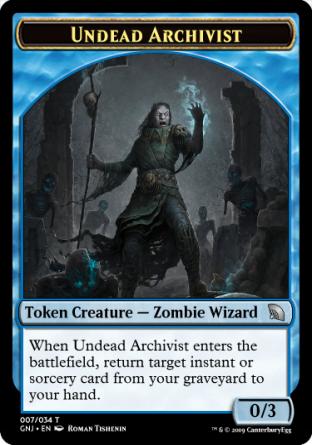 UNDEAD ARCHIVIST
Token Creature — Zombie Wizard
When Undead Archivist enters the
battlefield, return target instant or
sorcery card from your graveyard to
your hand.
0/3
007/034 T
GNJ • EN ROMAN TISHENIN
™ & © 2019 CanterburyEgg